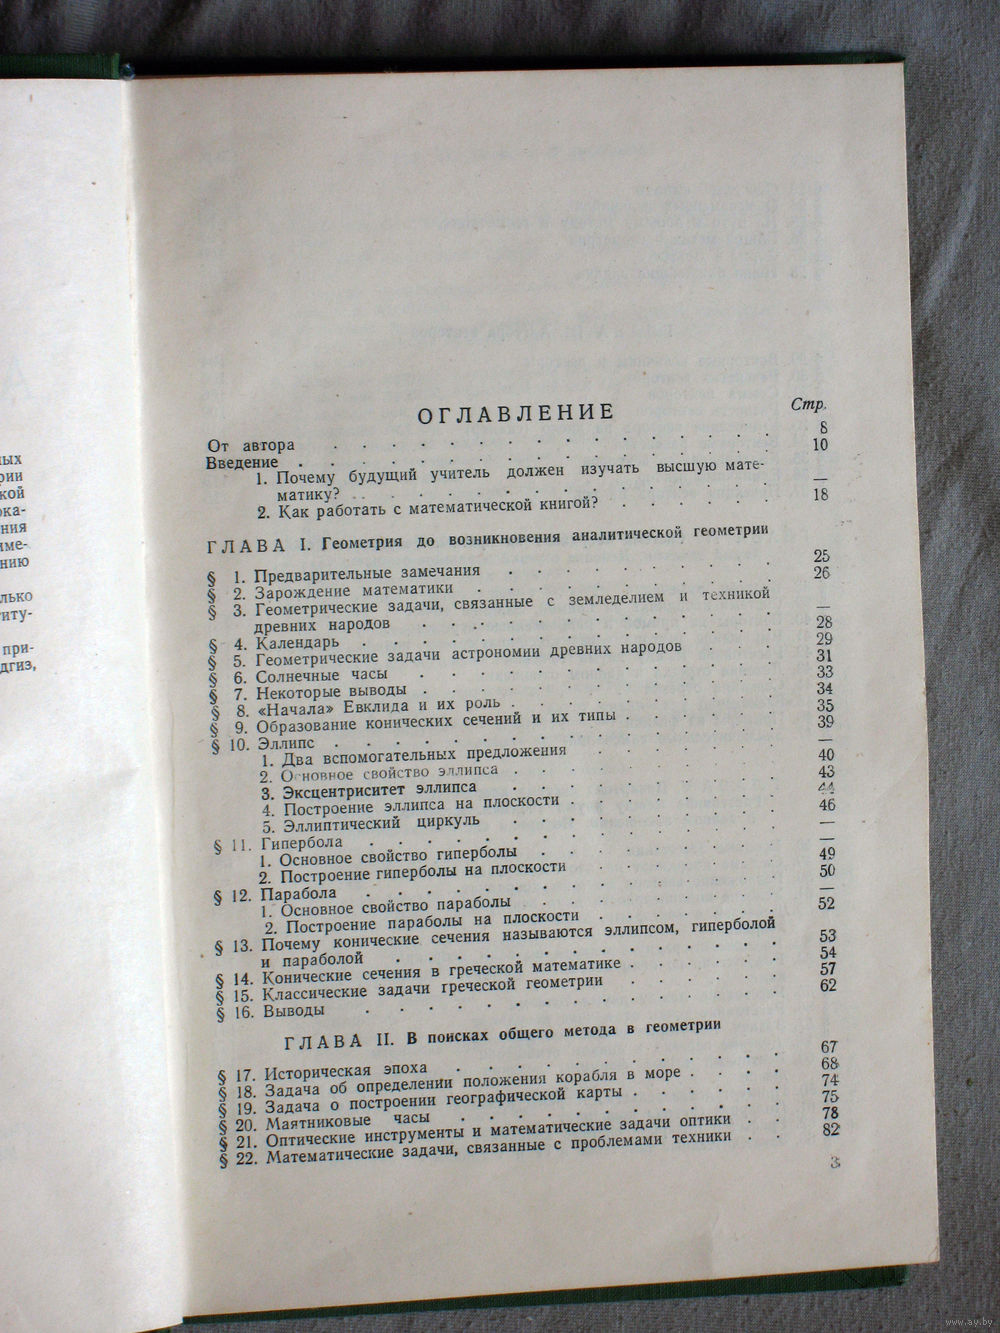 ОГЛАВЛЕНИЕ
Стр.
От автора . . . . . . . . . . . . . . . 8
Введение . . . . . . . . . . . . . . . . 10
1. Почему будущий учитель должен изучать высшую мате-
матику? . . . . . . . . . . . . . . . —
2. Как работать с математической книгой? . . . . . . 18
ГЛАВА I. Геометрия до возникновения аналитической геометрии
§ 1. Предварительные замечания . . . . . . . . . . 25
§ 2. Зарождение математики . . . . . . . . . . . 26
§ 3. Геометрические задачи, связанные с земледелием и техникой
древних народов . . . . . . . . . . . . . —
§ 4. Календарь . . . . . . . . . . . . . . . 28
§ 5. Геометрические задачи астрономии древних народов . . . . 29
§ 6. Солнечные часы . . . . . . . . . . . . . 31
§ 7. Некоторые выводы . . . . . . . . . . . . . 33
§ 8. «Начала» Евклида и их роль . . . . . . . . . . 34
§ 9. Образование конических сечений и их типы . . . . . . 35
§ 10. Эллипс . . . . . . . . . . . . . . . . 39
1. Два вспомогательных предложения . . . . . . . —
2. Основное свойство эллипса . . . . . . . . . . 40
3. Эксцентриситет эллипса . . . . . . . . . . 43
4. Построение эллипса на плоскости . . . . . . . . 44
5. Эллиптический циркуль . . . . . . . . . . 46
§ 11. Гипербола . . . . . . . . . . . . . . . —
1. Основное свойство гиперболы . . . . . . . . . —
2. Построение гиперболы на плоскости . . . . . . . 49
§ 12. Парабола . . . . . . . . . . . . . . . 50
1. Основное свойство параболы . . . . . . . . . —
2. Построение параболы на плоскости . . . . . . . 52
§ 13. Почему конические сечения называются эллипсом, гиперболой
и параболой . . . . . . . . . . . . . . 53
§ 14. Конические сечения в греческой математике . . . . . . 54
§ 15. Классические задачи греческой геометрии . . . . . . 57
§ 16. Выводы . . . . . . . . . . . . . . . 62
ГЛАВА II. В поисках общего метода в геометрии
§ 17. Историческая эпоха . . . . . . . . . . . . 67
§ 18. Задача об определении положения корабля в море . . . . 68
§ 19. Задача о построении географической карты . . . . . . 74
§ 20. Маятниковые часы . . . . . . . . . . . . 75
§ 21. Оптические инструменты и математические задачи оптики . . 78
§ 22. Математические задачи, связанные с проблемами техники . . 82
3
www.ay.by